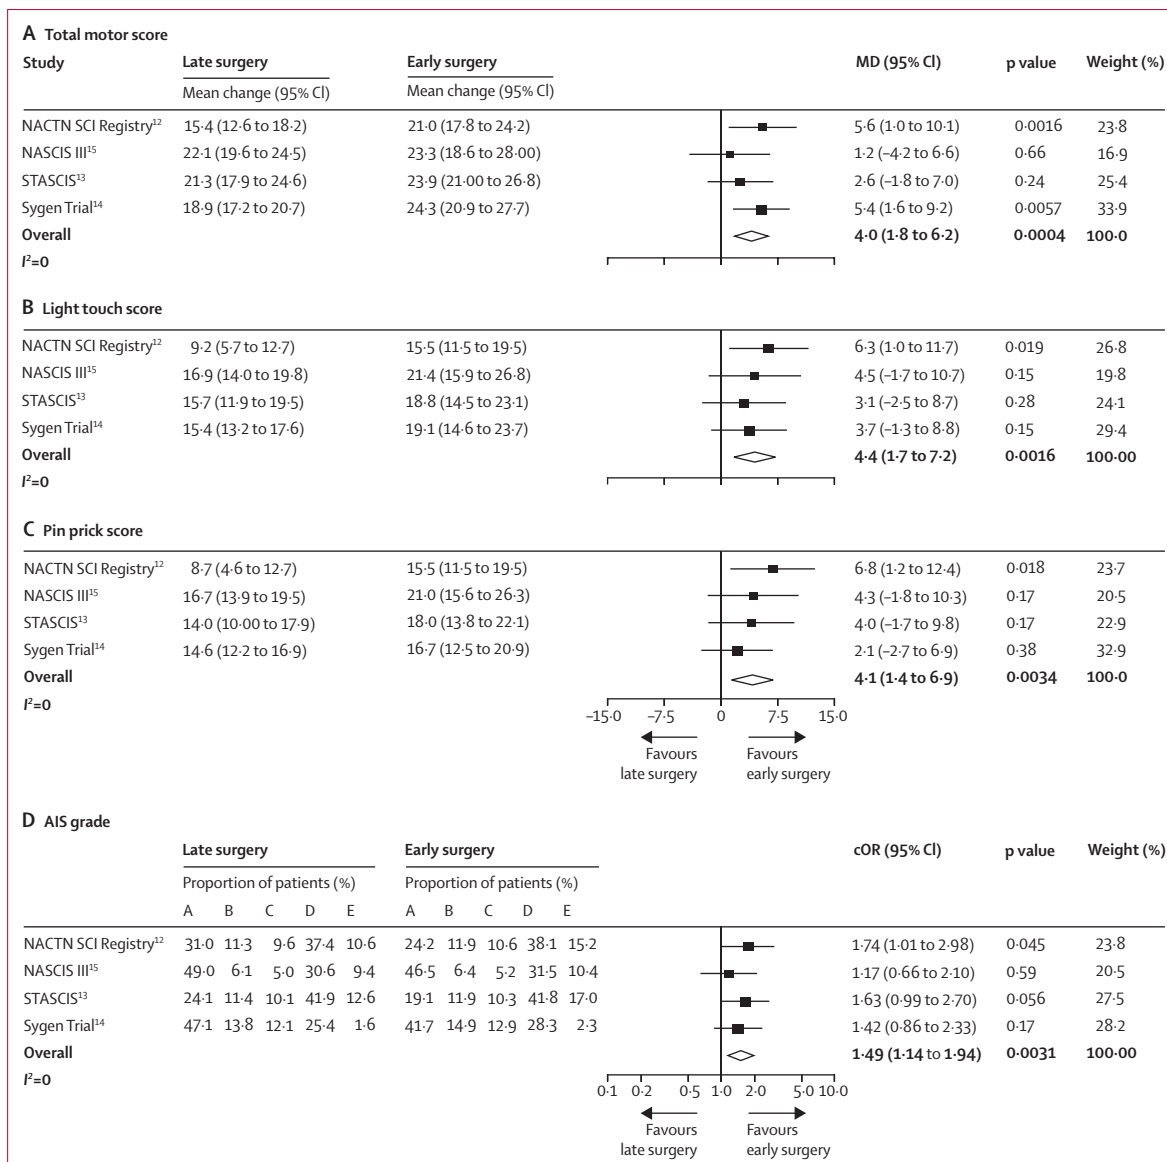 A Total motor score
Study Late surgery Early surgery MD (95% CI) p value Weight (%)
Mean change (95% CI) Mean change (95% CI)
NACTN SCI Registry¹² 15·4 (12·6 to 18·2) 21·0 (17·8 to 24·2) 5·6 (1·0 to 10·1) 0·0016 23·8
NASCIS III¹⁵ 22·1 (19·6 to 24·5) 23·3 (18·6 to 28·00) 1·2 (–4·2 to 6·6) 0·66 16·9
STASCIS¹³ 21·3 (17·9 to 24·6) 23·9 (21·00 to 26·8) 2·6 (–1·8 to 7·0) 0·24 25·4
Sygen Trial¹⁴ 18·9 (17·2 to 20·7) 24·3 (20·9 to 27·7) 5·4 (1·6 to 9·2) 0·0057 33·9
Overall 4·0 (1·8 to 6·2) 0·0004 100·0
I²=0
B Light touch score
NACTN SCI Registry¹² 9·2 (5·7 to 12·7) 15·5 (11·5 to 19·5) 6·3 (1·0 to 11·7) 0·019 26·8
NASCIS III¹⁵ 16·9 (14·0 to 19·8) 21·4 (15·9 to 26·8) 4·5 (–1·7 to 10·7) 0·15 19·8
STASCIS¹³ 15·7 (11·9 to 19·5) 18·8 (14·5 to 23·1) 3·1 (–2·5 to 8·7) 0·28 24·1
Sygen Trial¹⁴ 15·4 (13·2 to 17·6) 19·1 (14·6 to 23·7) 3·7 (–1·3 to 8·8) 0·15 29·4
Overall 4·4 (1·7 to 7·2) 0·0016 100·00
I²=0
C Pin prick score
NACTN SCI Registry¹² 8·7 (4·6 to 12·7) 15·5 (11·5 to 19·5) 6·8 (1·2 to 12·4) 0·018 23·7
NASCIS III¹⁵ 16·7 (13·9 to 19·5) 21·0 (15·6 to 26·3) 4·3 (–1·8 to 10·3) 0·17 20·5
STASCIS¹³ 14·0 (10·00 to 17·9) 18·0 (13·8 to 22·1) 4·0 (–1·7 to 9·8) 0·17 22·9
Sygen Trial¹⁴ 14·6 (12·2 to 16·9) 16·7 (12·5 to 20·9) 2·1 (–2·7 to 6·9) 0·38 32·9
Overall 4·1 (1·4 to 6·9) 0·0034 100·0
I²=0
–15·0 –7·5 0 7·5 15·0
Favours Favours
late surgery early surgery
D AIS grade
Late surgery Early surgery cOR (95% CI) p value Weight (%)
Proportion of patients (%) Proportion of patients (%)
A B C D E A B C D E
NACTN SCI Registry¹² 31·0 11·3 9·6 37·4 10·6 24·2 11·9 10·6 38·1 15·2 1·74 (1·01 to 2·98) 0·045 23·8
NASCIS III¹⁵ 49·0 6·1 5·0 30·6 9·4 46·5 6·4 5·2 31·5 10·4 1·17 (0·66 to 2·10) 0·59 20·5
STASCIS¹³ 24·1 11·4 10·1 41·9 12·6 19·1 11·9 10·3 41·8 17·0 1·63 (0·99 to 2·70) 0·056 27·5
Sygen Trial¹⁴ 47·1 13·8 12·1 25·4 1·6 41·7 14·9 12·9 28·3 2·3 1·42 (0·86 to 2·33) 0·17 28·2
Overall 1·49 (1·14 to 1·94) 0·0031 100·00
I²=0
0·1 0·2 0·5 1·0 2·0 5·0 10·0
Favours Favours
late surgery early surgery